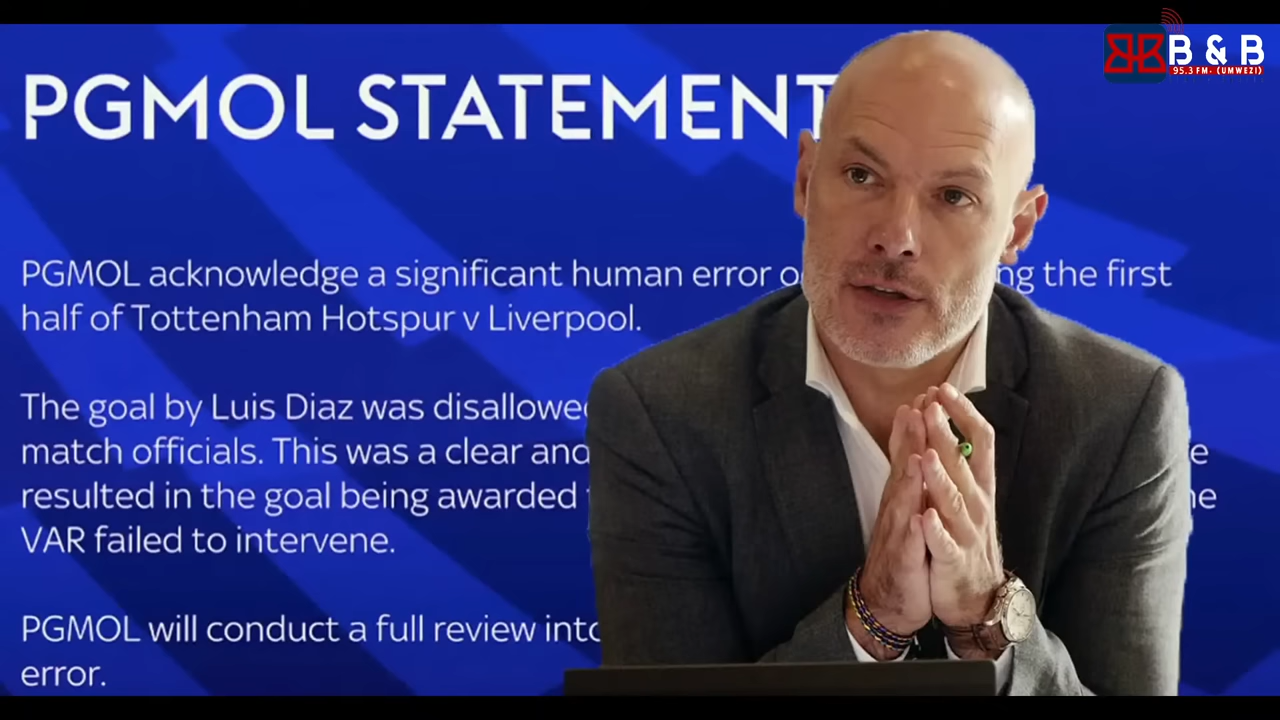 B & B
95.3 FM- (UMWEZI)
PGMOL STATEMENT
PGMOL acknowledge a significant human error the first
half of Tottenham Hotspur v Liverpool.
The goal by Luis Diaz was
match officials. This was a clear and
resulted in the goal being awarded
VAR failed to intervene.
PGMOL will conduct a full review
error.